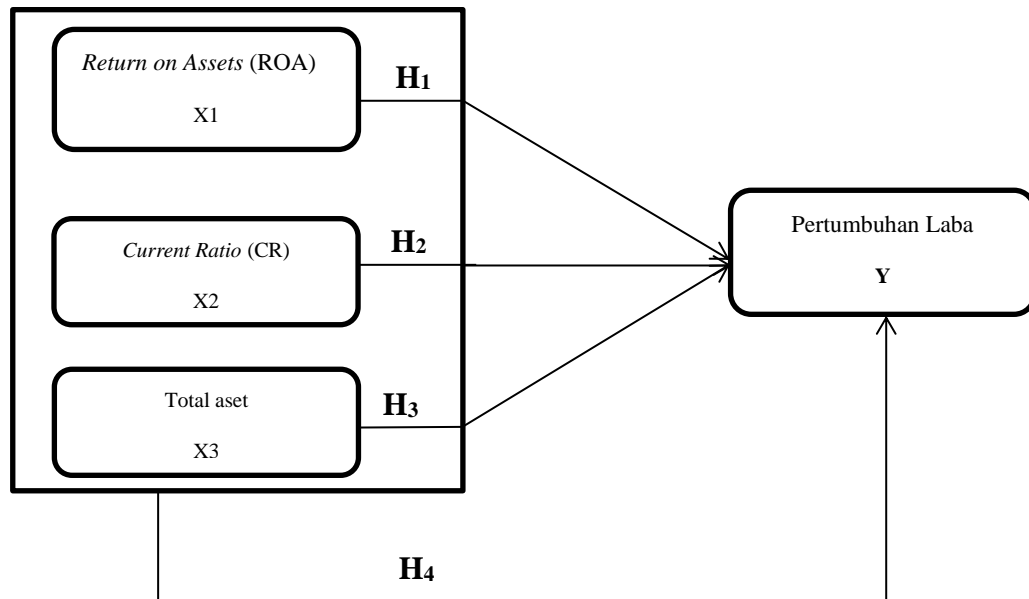 Return on Assets (ROA)
X1
H1
Current Ratio (CR)
X2
H2
Total aset
X3
H3
Pertumbuhan Laba
Y
H4